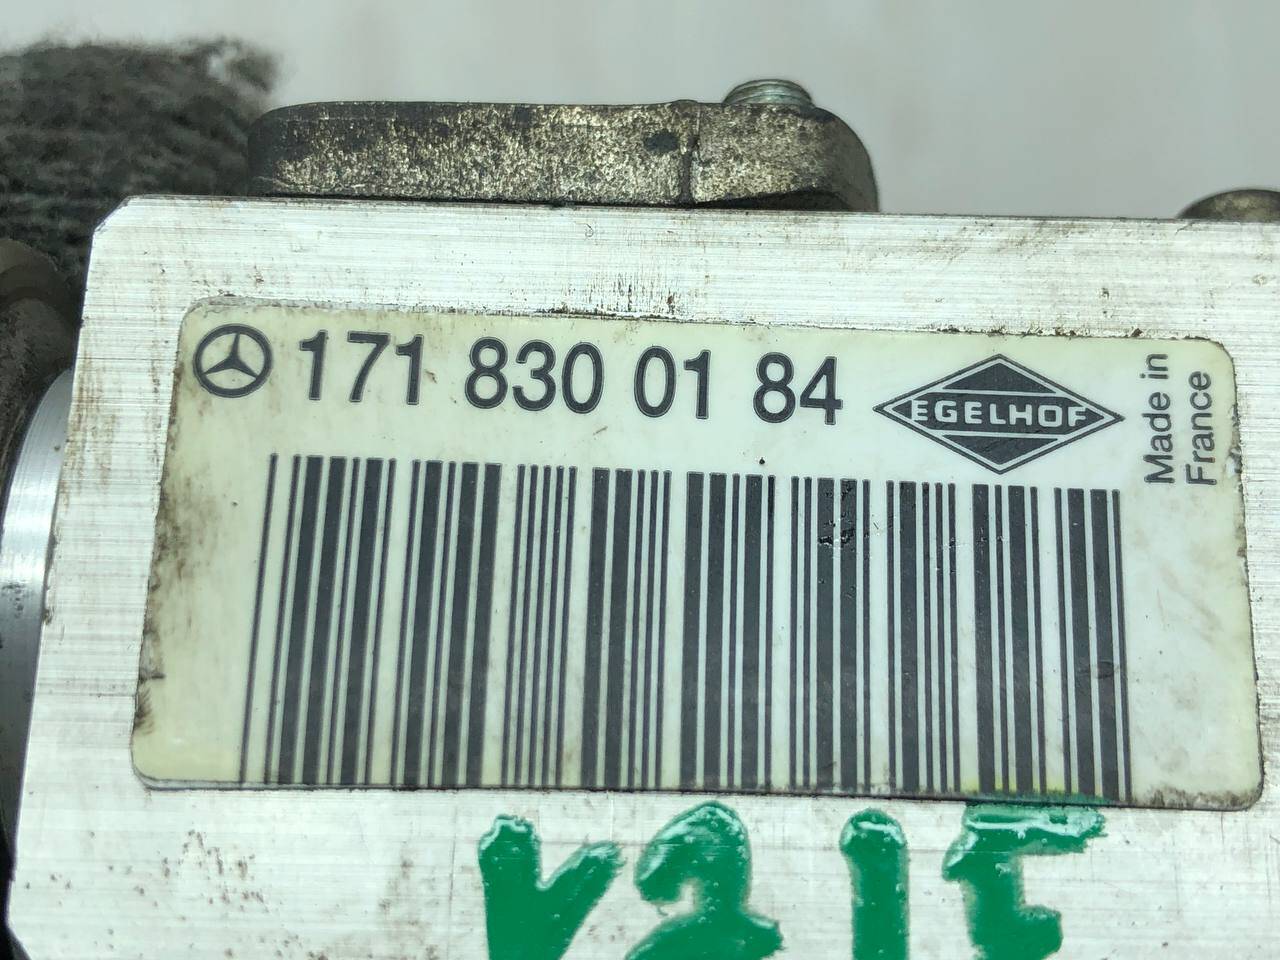 171 830 01 84
EGELHOF
Made in
France